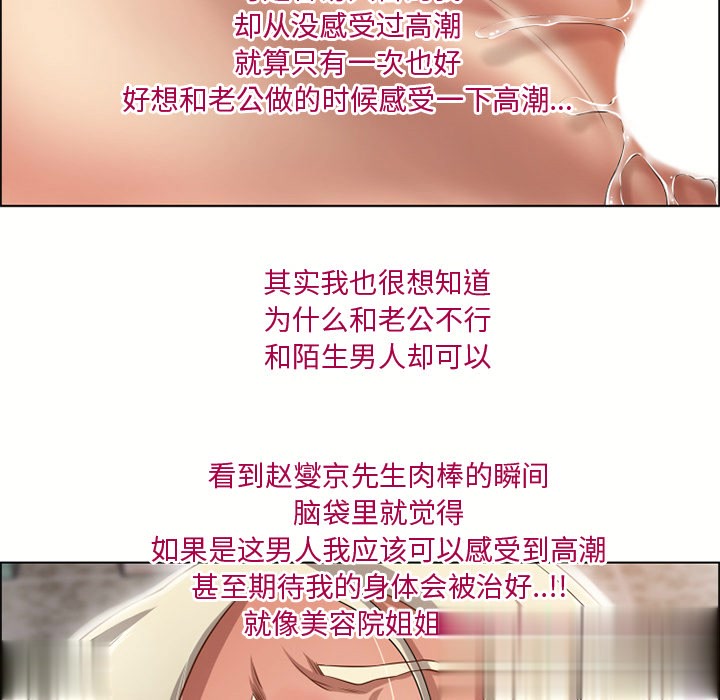 却从没感受过高潮
就算只有一次也好
好想和老公做的时候感受一下高潮...
其实我也很想知道
为什么和老公不行
和陌生男人却可以
看到赵燮京先生肉棒的瞬间
脑袋里就觉得
如果是这男人我应该可以感受到高潮
甚至期待我的身体会被治好..!!
就像美容院姐姐